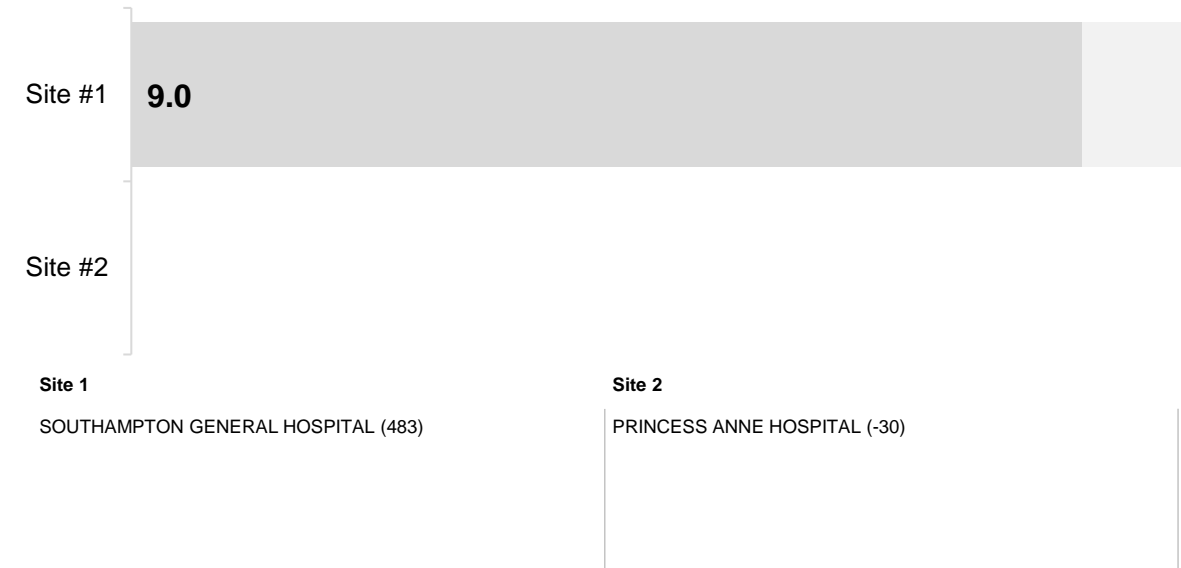 Site #1
9.0
Site #2
Site 1
Site 2
SOUTHAMPTON GENERAL HOSPITAL (483)
PRINCESS ANNE HOSPITAL (-30)